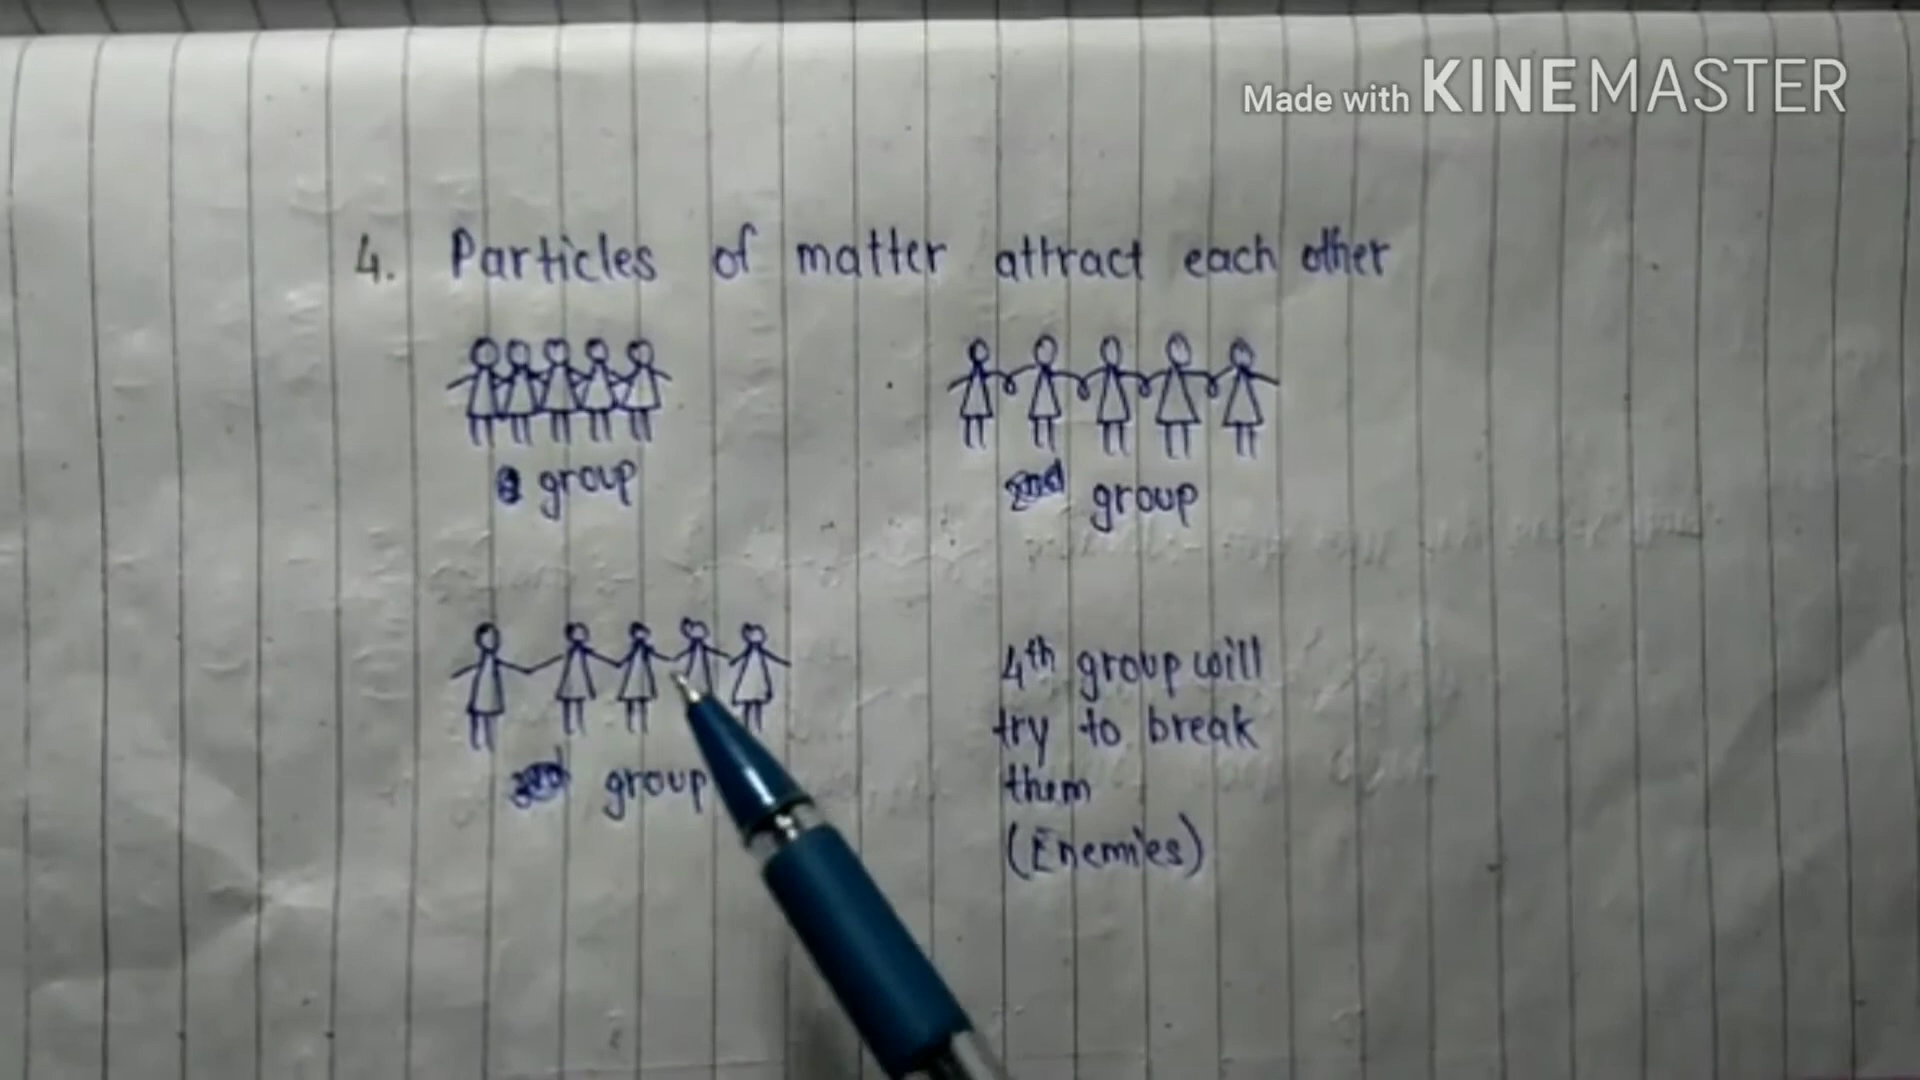 Made with KINEMASTER
4. Particles of matter attract each other
group
2nd group
group
4th group will
try to break
them
(Enemies)